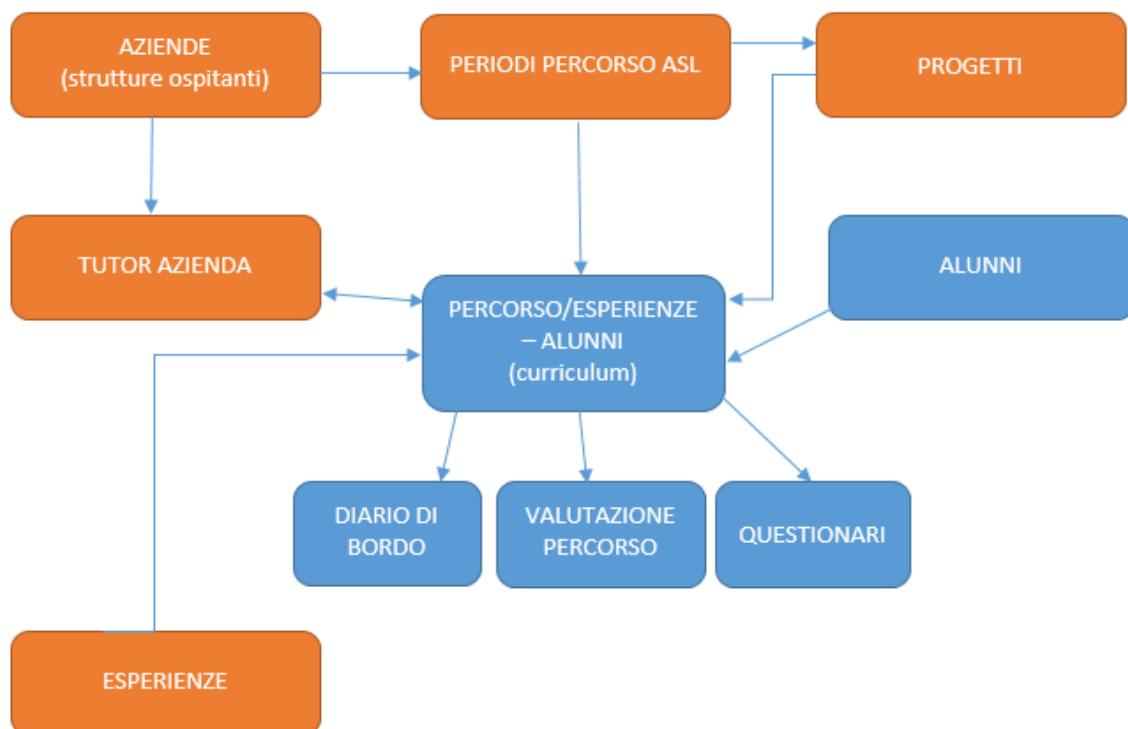 AZIENDE
(strutture ospitanti)
PERIODI PERCORSO ASL
PROGETTI
TUTOR AZIENDA
ALUNNI
PERCORSO/ESPERIENZE
– ALUNNI
(curriculum)
DIARIO DI
BORDO
VALUTAZIONE
PERCORSO
QUESTIONARI
ESPERIENZE